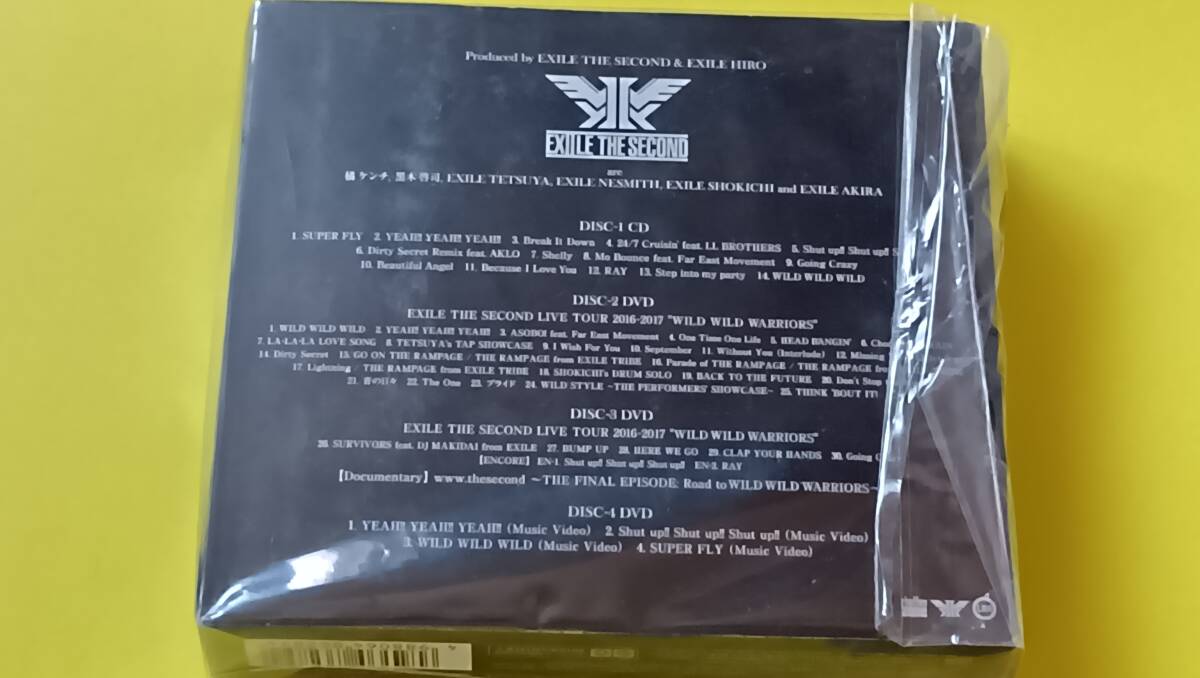 Produced by EXILE THE SECOND & EXILE HIRO
EXILE THE SECOND
are
橘ケンチ, 黒木啓司, EXILE TETSUYA, EXILE NESMITH, EXILE SHOKICHI and EXILE AKIRA
DISC-1 CD
1. SUPER FLY 2. YEAH!! YEAH!! YEAH!! 3. Break It Down 4. 24/7 Cruisin' feat. LL BROTHERS 5. Shut up!! Shut up!!
6. Dirty Secret Remix feat. AKLO 7. Shelly 8. Mo Bounce feat. Far East Movement 9. Going Crazy
10. Beautiful Angel 11. Because I Love You 12. RAY 13. Step into my party 14. WILD WILD WILD
DISC-2 DVD
EXILE THE SECOND LIVE TOUR 2016-2017 "WILD WILD WARRIORS"
1. WILD WILD WILD 2. YEAH!! YEAH!! YEAH!! 3. ASOBO! feat. Far East Movement 4. One Time One Life 5. HEAD BANGIN' 6.
7. LA-LA-LA LOVE SONG 8. TETSUYA's TAP SHOWCASE 9. I Wish For You 10. September 11. Without You (Interlude) 12. Missing
14. Dirty Secret 15. GO ON THE RAMPAGE / THE RAMPAGE from EXILE TRIBE 16. Parade of THE RAMPAGE / THE RAMPAGE
17. Lightning / THE RAMPAGE from EXILE TRIBE 18. SHOKICHI's DRUM SOLO 19. BACK TO THE FUTURE 20. Don't Stop
21. 昔の日々 22. The One 23. プライド 24. WILD STYLE ~THE PERFORMERS' SHOWCASE~ 25. THINK 'BOUT IT!
DISC-3 DVD
EXILE THE SECOND LIVE TOUR 2016-2017 "WILD WILD WARRIORS"
26. SURVIVORS feat. DJ MAKIDAI from EXILE 27. BUMP UP 28. HERE WE GO 29. CLAP YOUR HANDS 30. Going
【ENCORE】 EN-1. Shut up!! Shut up!! Shut up!! EN-2. RAY
【Documentary】 www.thesecond ~THE FINAL EPISODE: Road to WILD WILD WARRIORS~
DISC-4 DVD
1. YEAH!! YEAH!! YEAH!! (Music Video) 2. Shut up!! Shut up!! Shut up!! (Music Video)
3. WILD WILD WILD (Music Video) 4. SUPER FLY (Music Video)